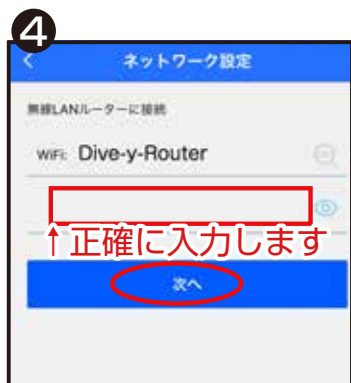 4
ネットワーク設定
無線LANルーターに接続
WiFi: Dive-y-Router
↑正確に入力します
次へ